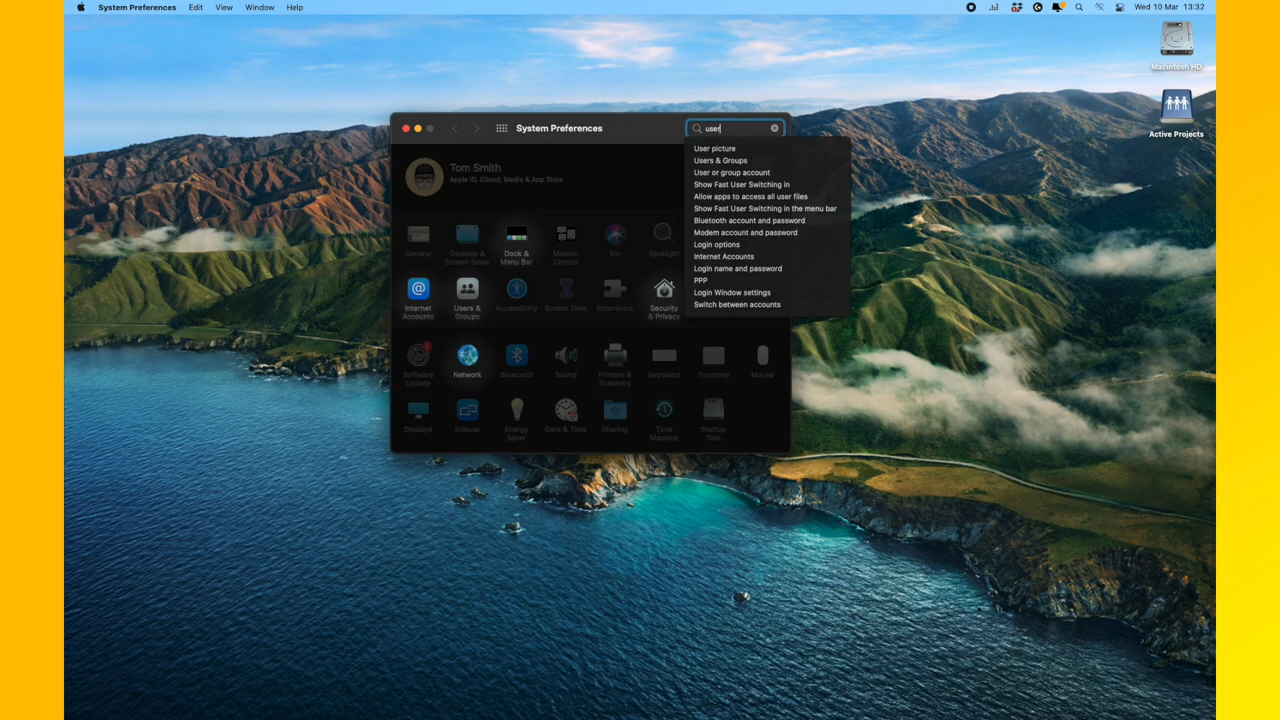 System Preferences Edit View Window Help Wed 10 Mar 13:32
Macintosh HD
Active Projects
System Preferences
user
Tom Smith
Apple ID, iCloud, Media & App Store
User picture
Users & Groups
User or group account
Show Fast User Switching in
Allow apps to access all user files
Show Fast User Switching in the menu bar
Bluetooth account and password
Modem account and password
Login options
Internet Accounts
Login name and password
PPP
Login Window settings
Switch between accounts
General
Desktop &
Screen Saver
Dock &
Menu Bar
Mission
Control
Siri
Spotlight
Internet
Accounts
Users &
Groups
Accessibility
Screen Time
Extensions
Security
& Privacy
Software
Update
Network
Bluetooth
Sound
Printers &
Scanners
Keyboard
Trackpad
Mouse
Displays
Sidecar
Energy
Saver
Date & Time
Sharing
Time
Machine
Startup
Disk